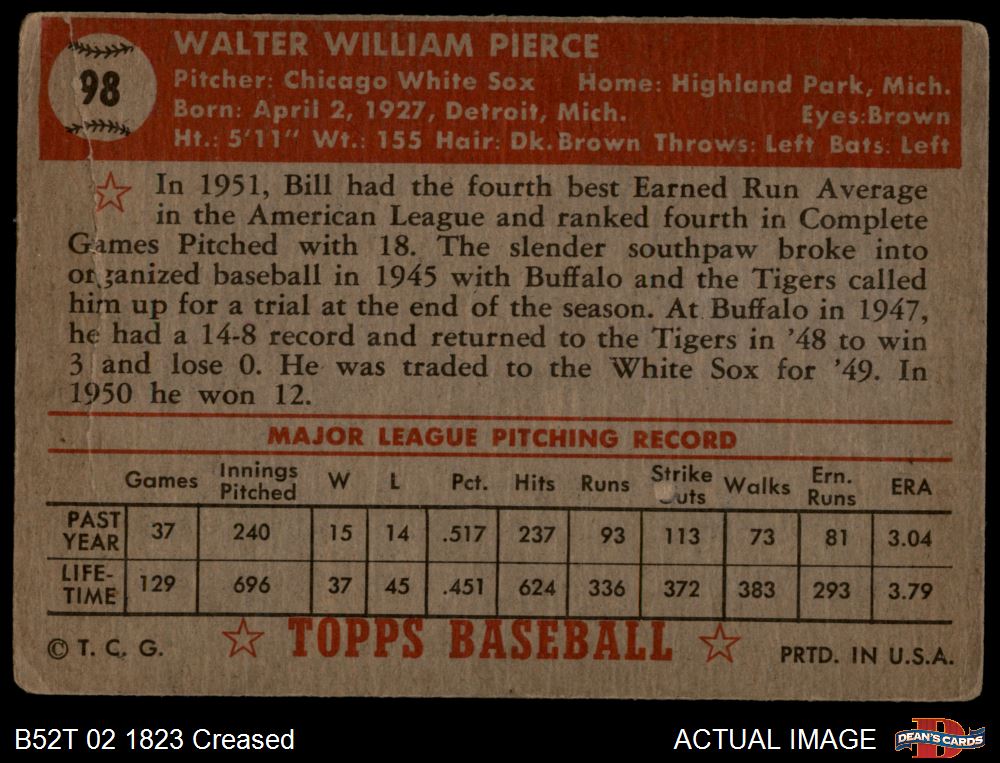 98
WALTER WILLIAM PIERCE
Pitcher: Chicago White Sox Home: Highland Park, Mich.
Born: April 2, 1927, Detroit, Mich. Eyes:Brown
Ht.: 5'11" Wt.: 155 Hair: Dk.Brown Throws: Left Bats: Left
In 1951, Bill had the fourth best Earned Run Average
in the American League and ranked fourth in Complete
Games Pitched with 18. The slender southpaw broke into
organized baseball in 1945 with Buffalo and the Tigers called
him up for a trial at the end of the season. At Buffalo in 1947,
he had a 14-8 record and returned to the Tigers in '48 to win
3 and lose 0. He was traded to the White Sox for '49. In
1950 he won 12.
MAJOR LEAGUE PITCHING RECORD
Games Innings Pitched W L Pct. Hits Runs Strike Outs Walks Ern. Runs ERA
PAST YEAR 37 240 15 14 .517 237 93 113 73 81 3.04
LIFE-TIME 129 696 37 45 .451 624 336 372 383 293 3.79
© T. C. G. TOPPS BASEBALL PRTD. IN U.S.A.
B52T 02 1823 Creased ACTUAL IMAGE DEAN'S CARDS